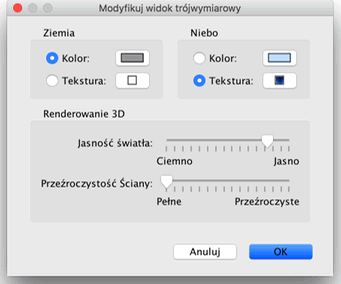 Modyfikuj widok trójwymiarowy
Ziemia
Niebo
Kolor:
Kolor:
Tekstura:
Tekstura:
Renderowanie 3D
Jasność światła:
Ciemno
Jasno
Przeźroczystość Ściany:
Pełne
Przeźroczyste
Anuluj
OK